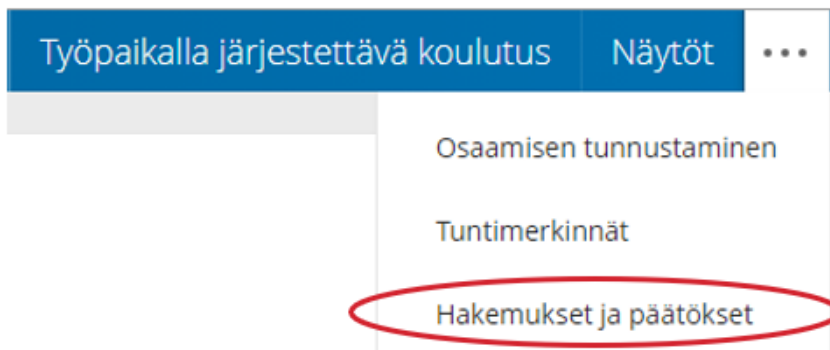 Työpaikalla järjestettävä koulutus Näytöt ...
Osaamisen tunnustaminen
Tuntimerkinnät
Hakemukset ja päätökset